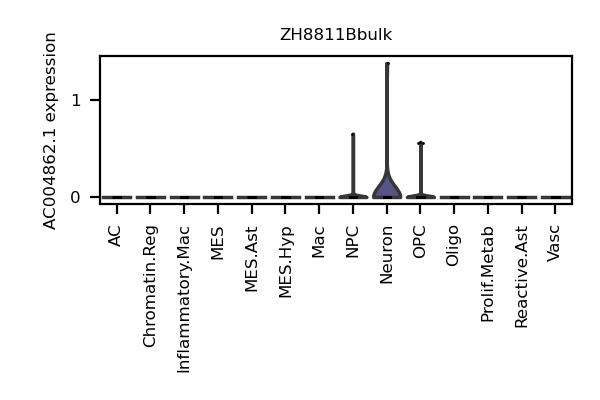 ZH8811Bbulk
AC004862.1 expression
1
0
AC
Chromatin.Reg
Inflammatory.Mac
MES
MES.Ast
MES.Hyp
Mac
NPC
Neuron
OPC
Oligo
Prolif.Metab
Reactive.Ast
Vasc